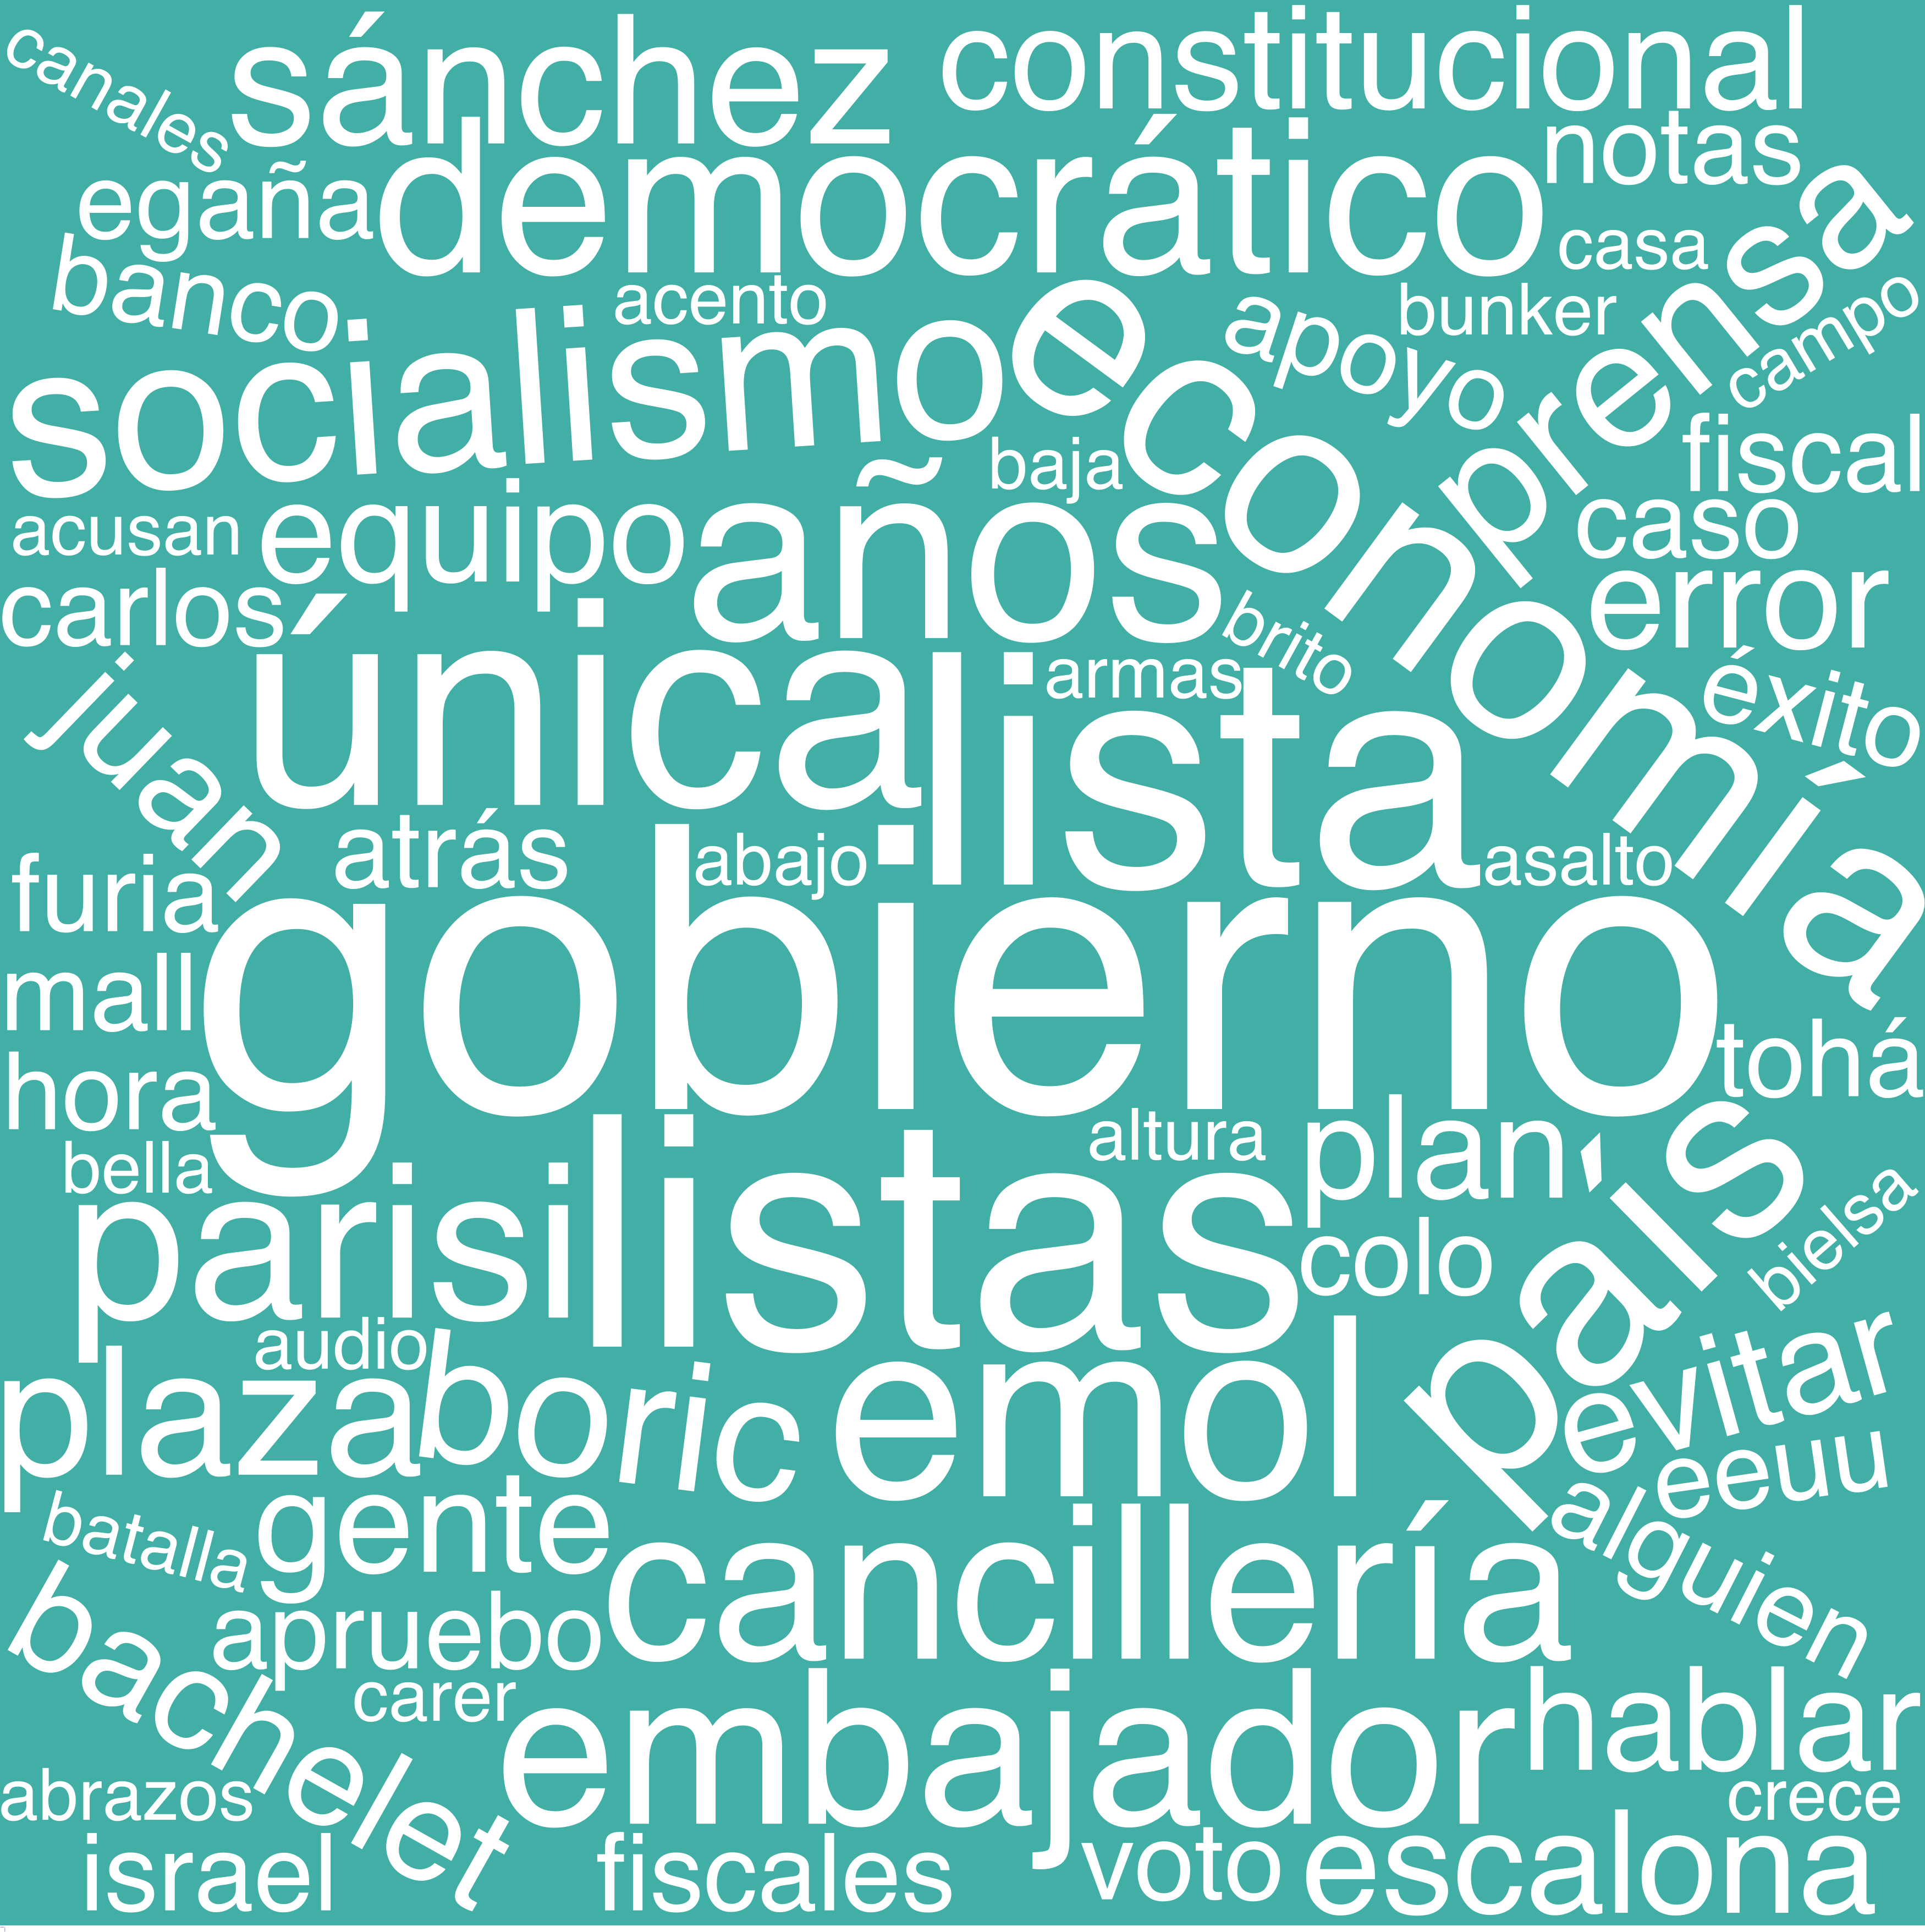 canales
sánchez
constitucional
notas
egaña
democrático
casa
prensa
banco
acento
bunker
campo
socialismo
economía
apoyo
fiscal
baja
acusan
equipo
años
caso
carlos
error
única
lista
armas
bhjto
éxito
juan
atrás
abajo
asalto
furia
gobierno
mall
hora
tohá
bella
altura
plan
parisi
listas
país
colo
bielsa
audio
evitar
plaza
boric
emol
eeuu
batalla
gente
cancillería
alguien
bachelet
apruebo
carer
embajador
hablar
abrazos
crece
israel
fiscales
voto
escalona